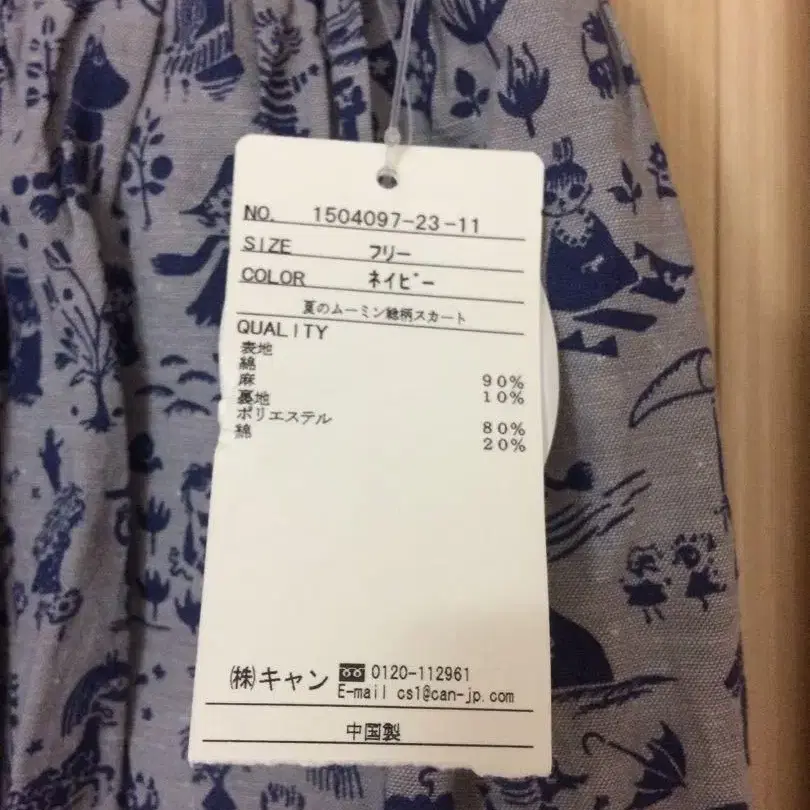 NO. 1504097-23-11
SIZE フリー
COLOR ネイビー
夏のムーミン総柄スカート
QUALITY
表地
綿
麻 90%
裏地 10%
ポリエステル
綿 80%
20%
㈱キャン 0120-112961
E-mail cs1@can-jp.com
中国製